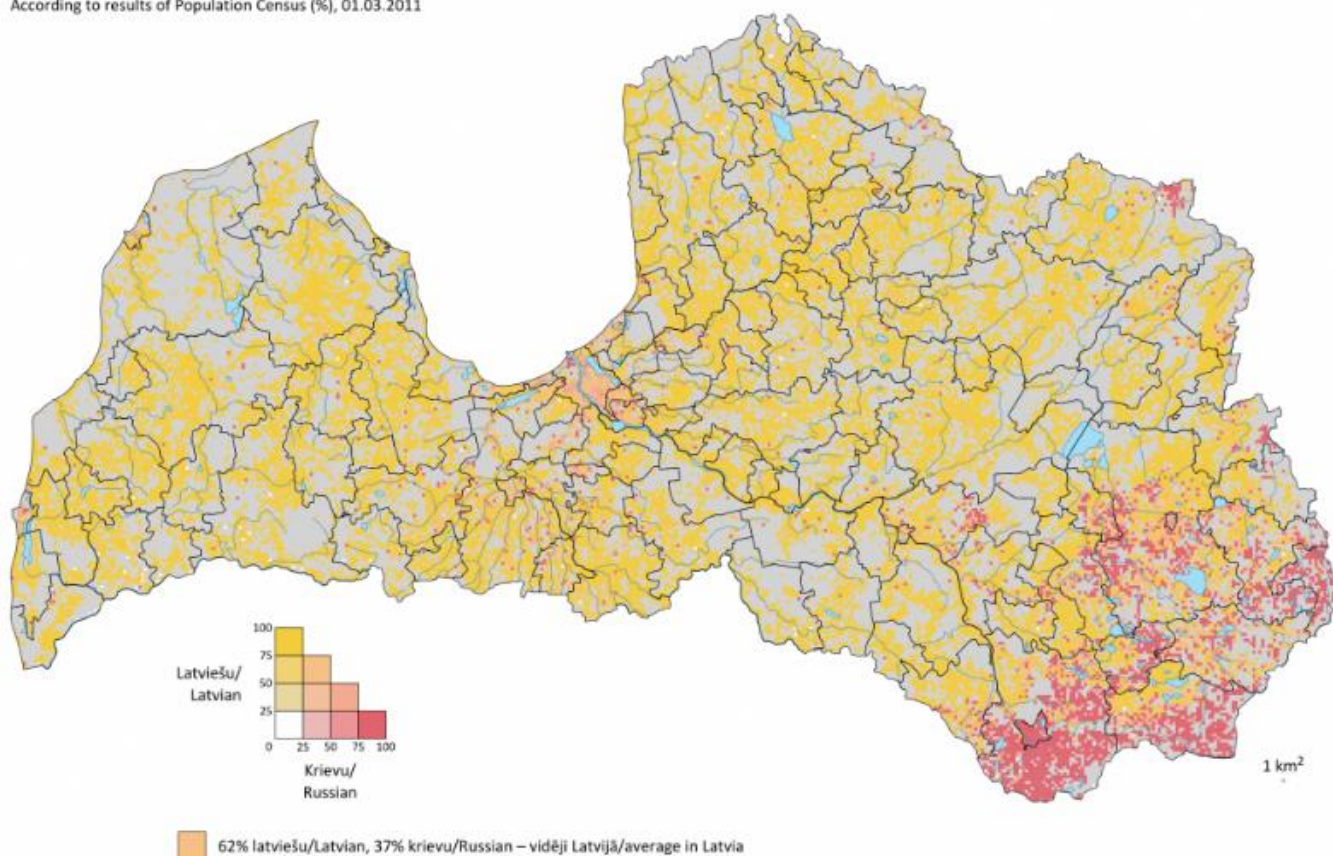 According to results of Population Census (%), 01.03.2011
100
75
Latviešu/
50
Latvian
25
0 25 50 75 100
Krievu/
Russian
1 km²
62% latviešu/Latvian, 37% krievu/Russian – vidēji Latvijā/average in Latvia